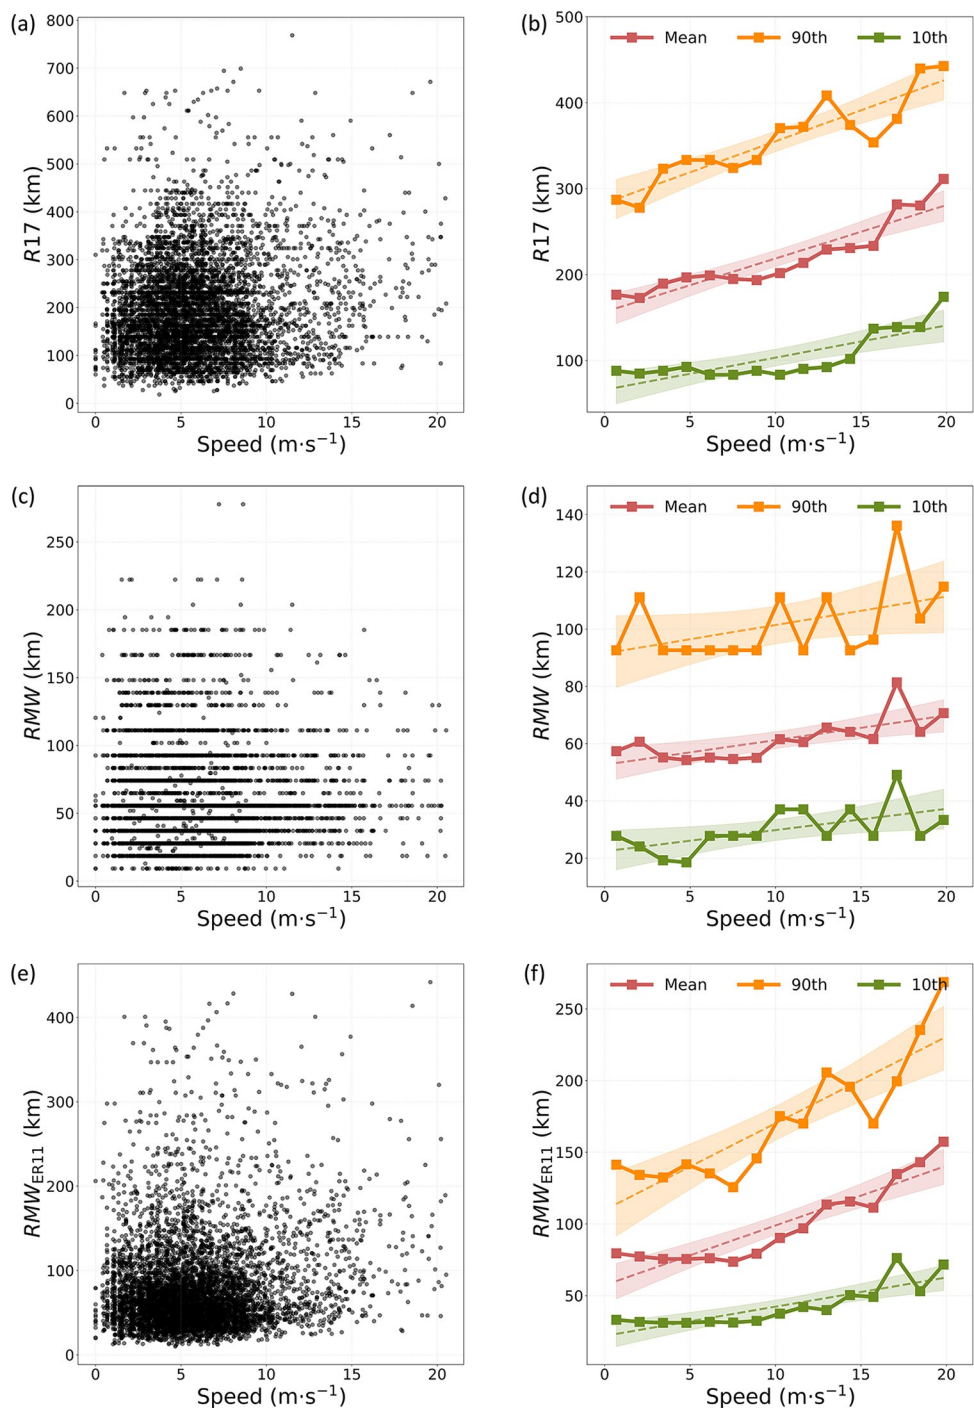 (a)
800
700
600
500
400
300
200
100
0
R17 (km)
0 5 10 15 20
Speed (m·s⁻¹)
(b)
500
400
300
200
100
R17 (km)
Mean 90th 10th
0 5 10 15 20
Speed (m·s⁻¹)
(c)
250
200
150
100
50
0
RMW (km)
0 5 10 15 20
Speed (m·s⁻¹)
(d)
140
120
100
80
60
40
20
RMW (km)
Mean 90th 10th
0 5 10 15 20
Speed (m·s⁻¹)
(e)
400
300
200
100
0
RMW_ER11 (km)
0 5 10 15 20
Speed (m·s⁻¹)
(f)
250
200
150
100
50
RMW_ER11 (km)
Mean 90th 10th
0 5 10 15 20
Speed (m·s⁻¹)